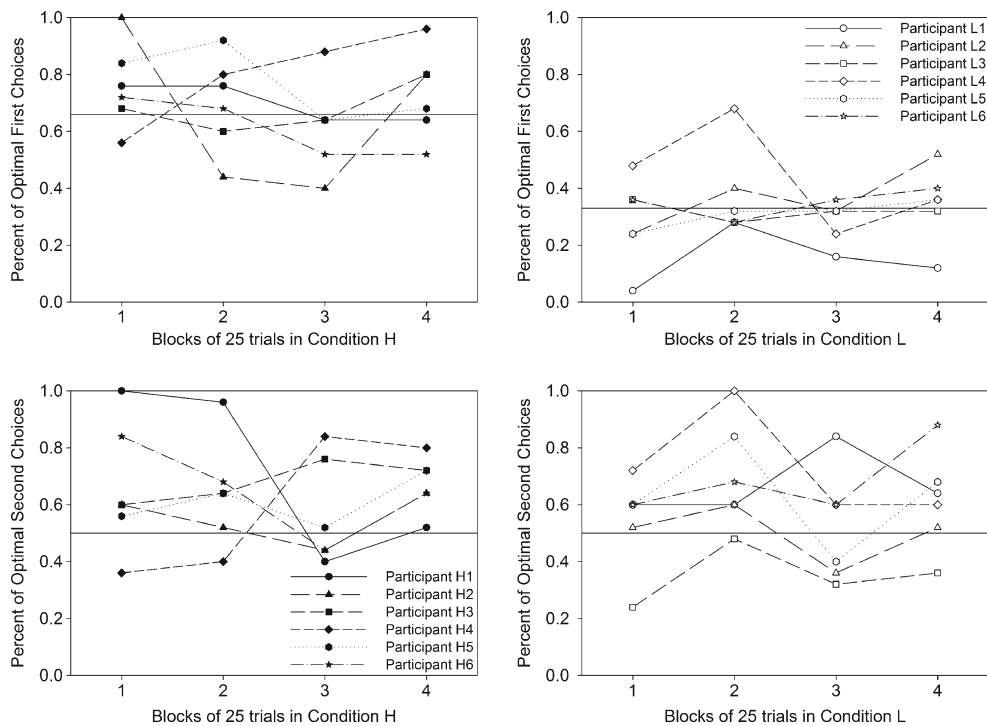 Percent of Optimal First Choices
1.0
0.8
0.6
0.4
0.2
0.0
1 2 3 4
Blocks of 25 trials in Condition H
Percent of Optimal First Choices
1.0
0.8
0.6
0.4
0.2
0.0
Participant L1
Participant L2
Participant L3
Participant L4
Participant L5
Participant L6
1 2 3 4
Blocks of 25 trials in Condition L
Percent of Optimal Second Choices
1.0
0.8
0.6
0.4
0.2
0.0
Participant H1
Participant H2
Participant H3
Participant H4
Participant H5
Participant H6
1 2 3 4
Blocks of 25 trials in Condition H
Percent of Optimal Second Choices
1.0
0.8
0.6
0.4
0.2
0.0
1 2 3 4
Blocks of 25 trials in Condition L